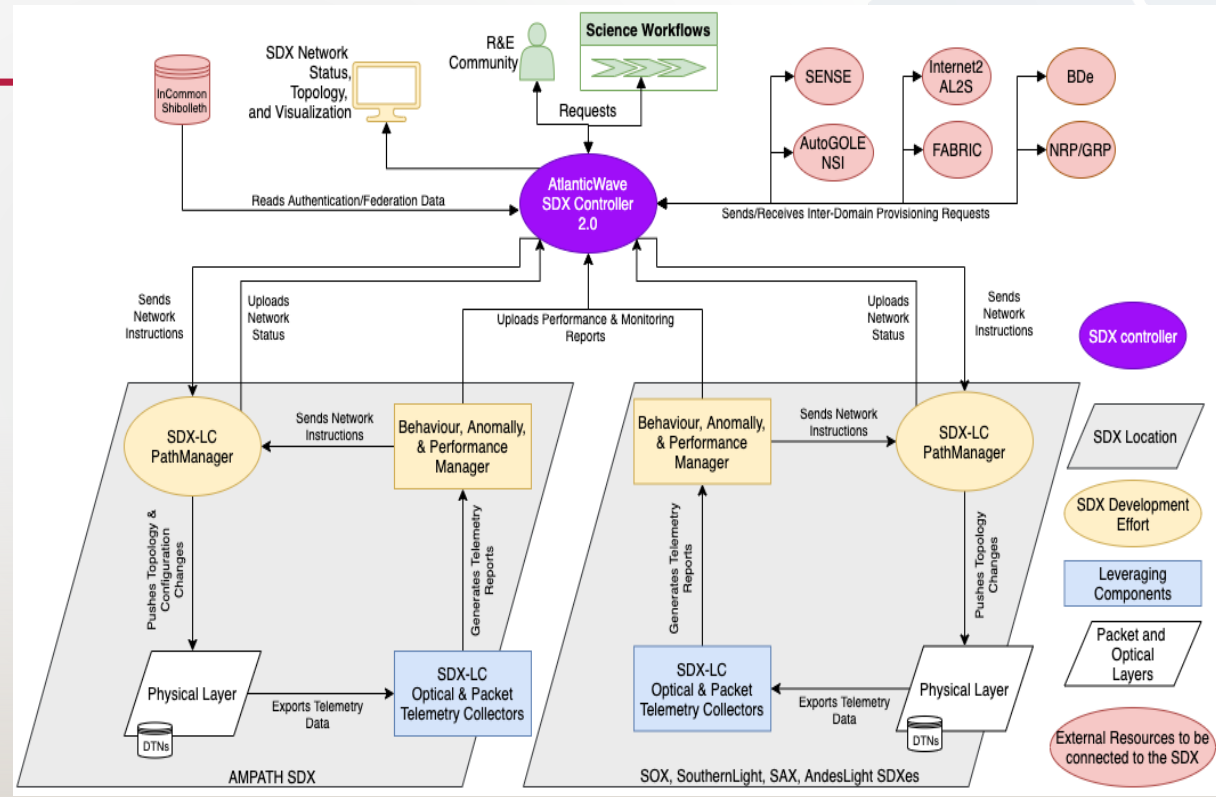 SDX Network
Status,
Topology,
and Visualization
R&E
Community
Science Workflows
InCommon
Shibolleth
SENSE
Internet2
AL2S
BDe
Requests
AutoGOLE
NSI
FABRIC
NRP/GRP
AtlanticWave
SDX Controller
2.0
Reads Authentication/Federation Data
Sends/Receives Inter-Domain Provisioning Requests
Sends
Network
Instructions
Uploads
Network
Status
Uploads Performance & Monitoring
Reports
Uploads
Network
Status
Sends
Network
Instructions
SDX controller
SDX-LC
PathManager
Sends Network
Instructions
Behaviour, Anomally,
& Performance
Manager
Behaviour, Anomally,
& Performance
Manager
Sends Network
Instructions
SDX-LC
PathManager
SDX Location
SDX Development
Effort
Pushes Topology &
Configuration
Changes
Generates Telemetry
Reports
Generates Telemetry
Reports
Pushes Topology
Changes
Leveraging
Components
Physical Layer
DTNs
Exports Telemetry
Data
SDX-LC
Optical & Packet
Telemetry Collectors
SDX-LC
Optical & Packet
Telemetry Collectors
Exports Telemetry
Data
Physical Layer
DTNs
Packet and
Optical
Layers
External Resources to be
connected to the SDX
AMPATH SDX
SOX, SouthernLight, SAX, AndesLight SDXes